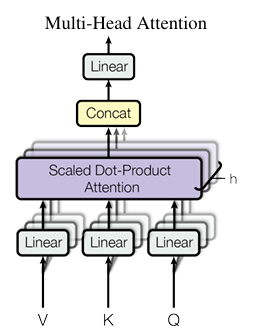 Multi-Head Attention
Linear
Concat
Scaled Dot-Product
Attention
h
Linear Linear Linear
V K Q